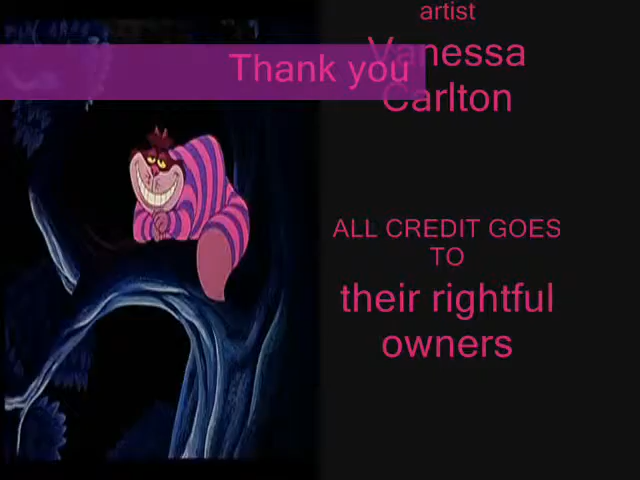 artist
Vanessa
Carlton
Thank you
ALL CREDIT GOES
TO
their rightful
owners